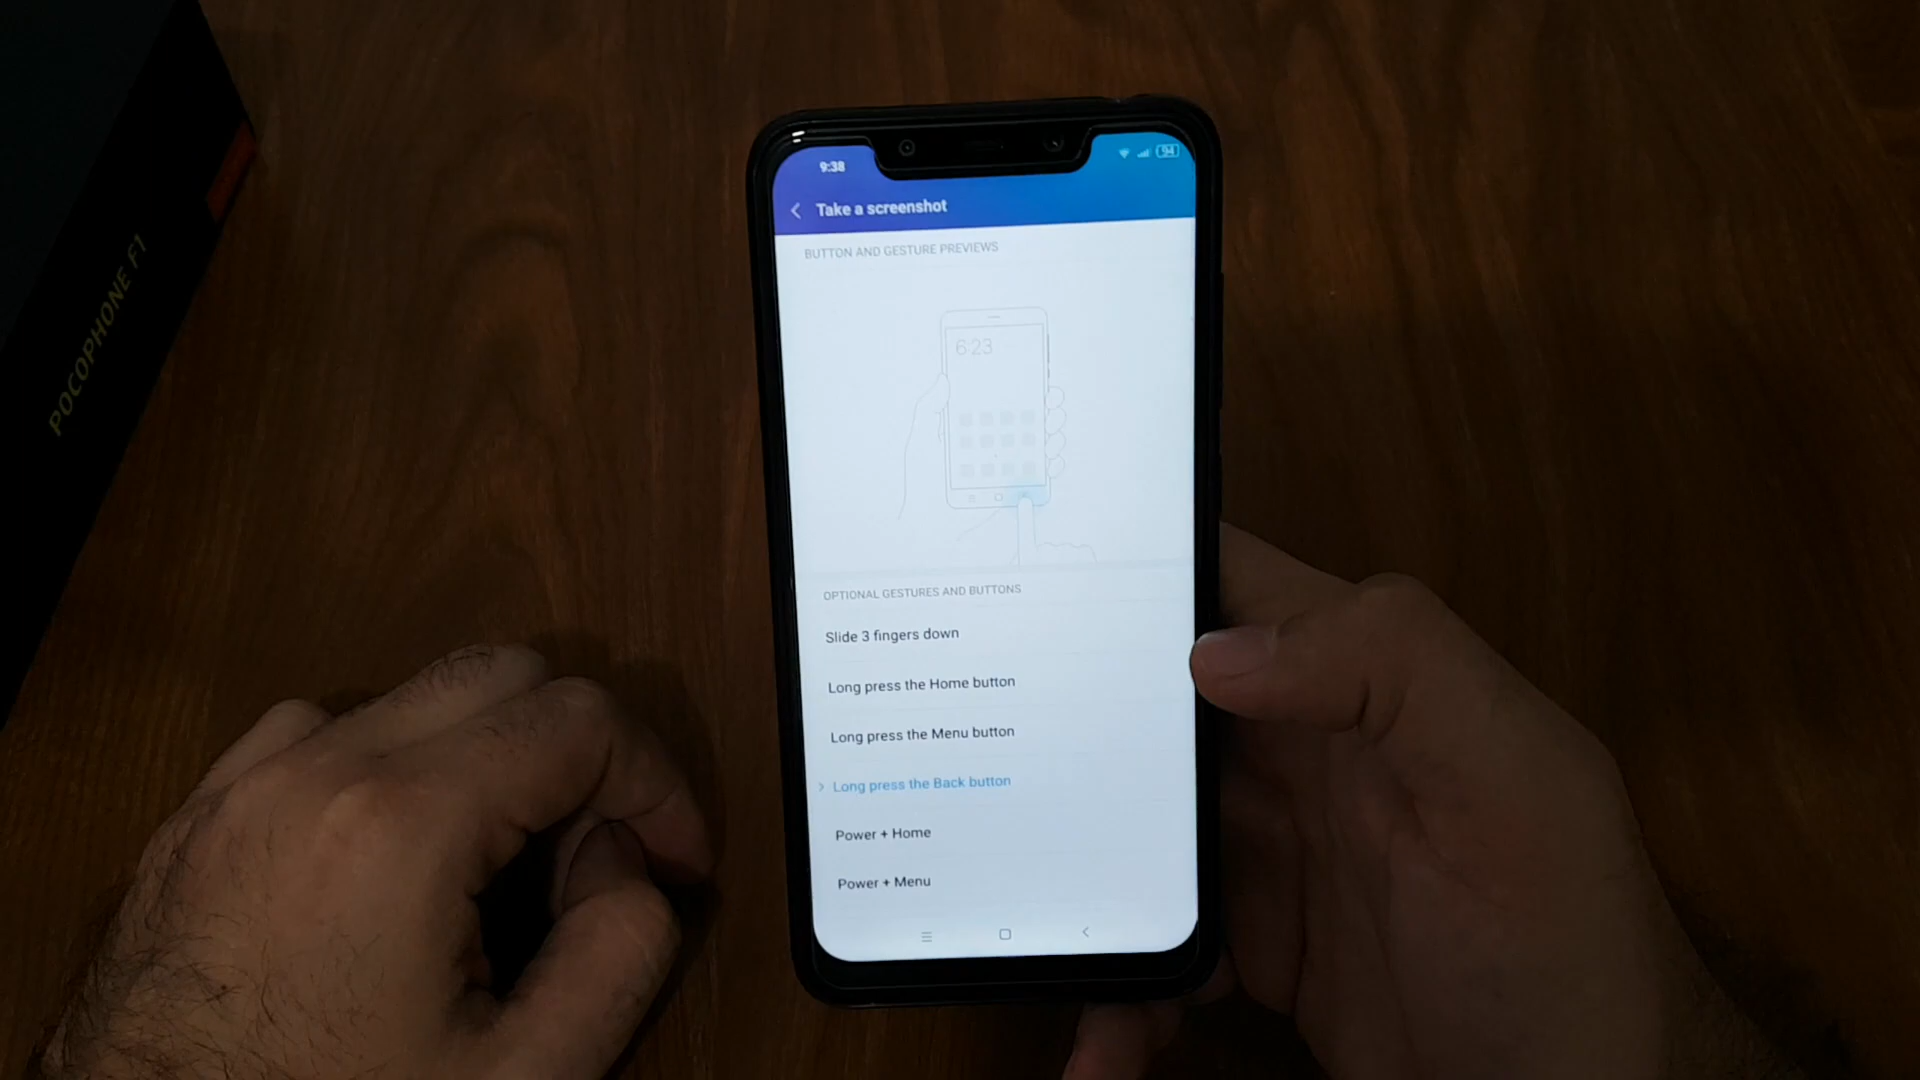 POCOPHONE F1
9:38
94
Take a screenshot
BUTTON AND GESTURE PREVIEWS
6:23
OPTIONAL GESTURES AND BUTTONS
Slide 3 fingers down
Long press the Home button
Long press the Menu button
Long press the Back button
Power + Home
Power + Menu